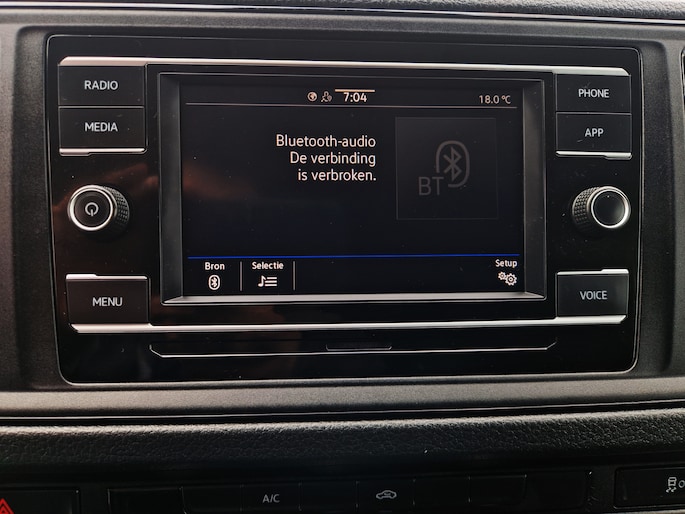 RADIO
MEDIA
MENU
7:04
18.0 °C
Bluetooth-audio
De verbinding
is verbroken.
BT
Bron
Selectie
Setup
PHONE
APP
VOICE
A/C